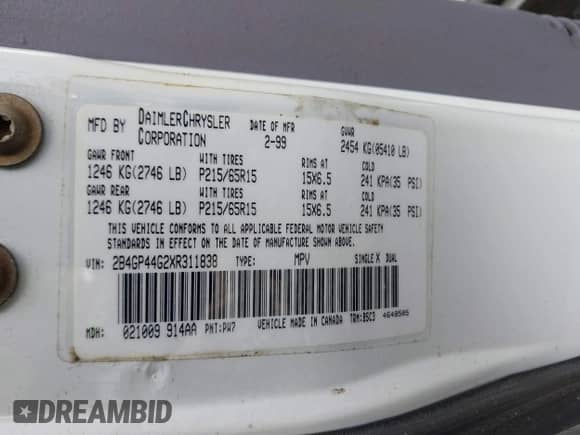 MFD BY DAIMLERCHRYSLER CORPORATION DATE OF MFR 2-99 GVWR 2454 KG(05410 LB)
GAWR FRONT WITH TIRES RIMS AT COLD
1246 KG(2746 LB) P215/65R15 15X6.5 241 KPA(35 PSI)
GAWR REAR WITH TIRES RIMS AT COLD
1246 KG(2746 LB) P215/65R15 15X6.5 241 KPA(35 PSI)
THIS VEHICLE CONFORMS TO ALL APPLICABLE FEDERAL MOTOR VEHICLE SAFETY
STANDARDS IN EFFECT ON THE DATE OF MANUFACTURE SHOWN ABOVE
VIN: 2B4GP44G2XR311838 TYPE: MPV SINGLE X DUAL
MDH: 021009 914AA PNT:PW7 VEHICLE MADE IN CANADA TRM:B5C3 4648505
DREAMBID